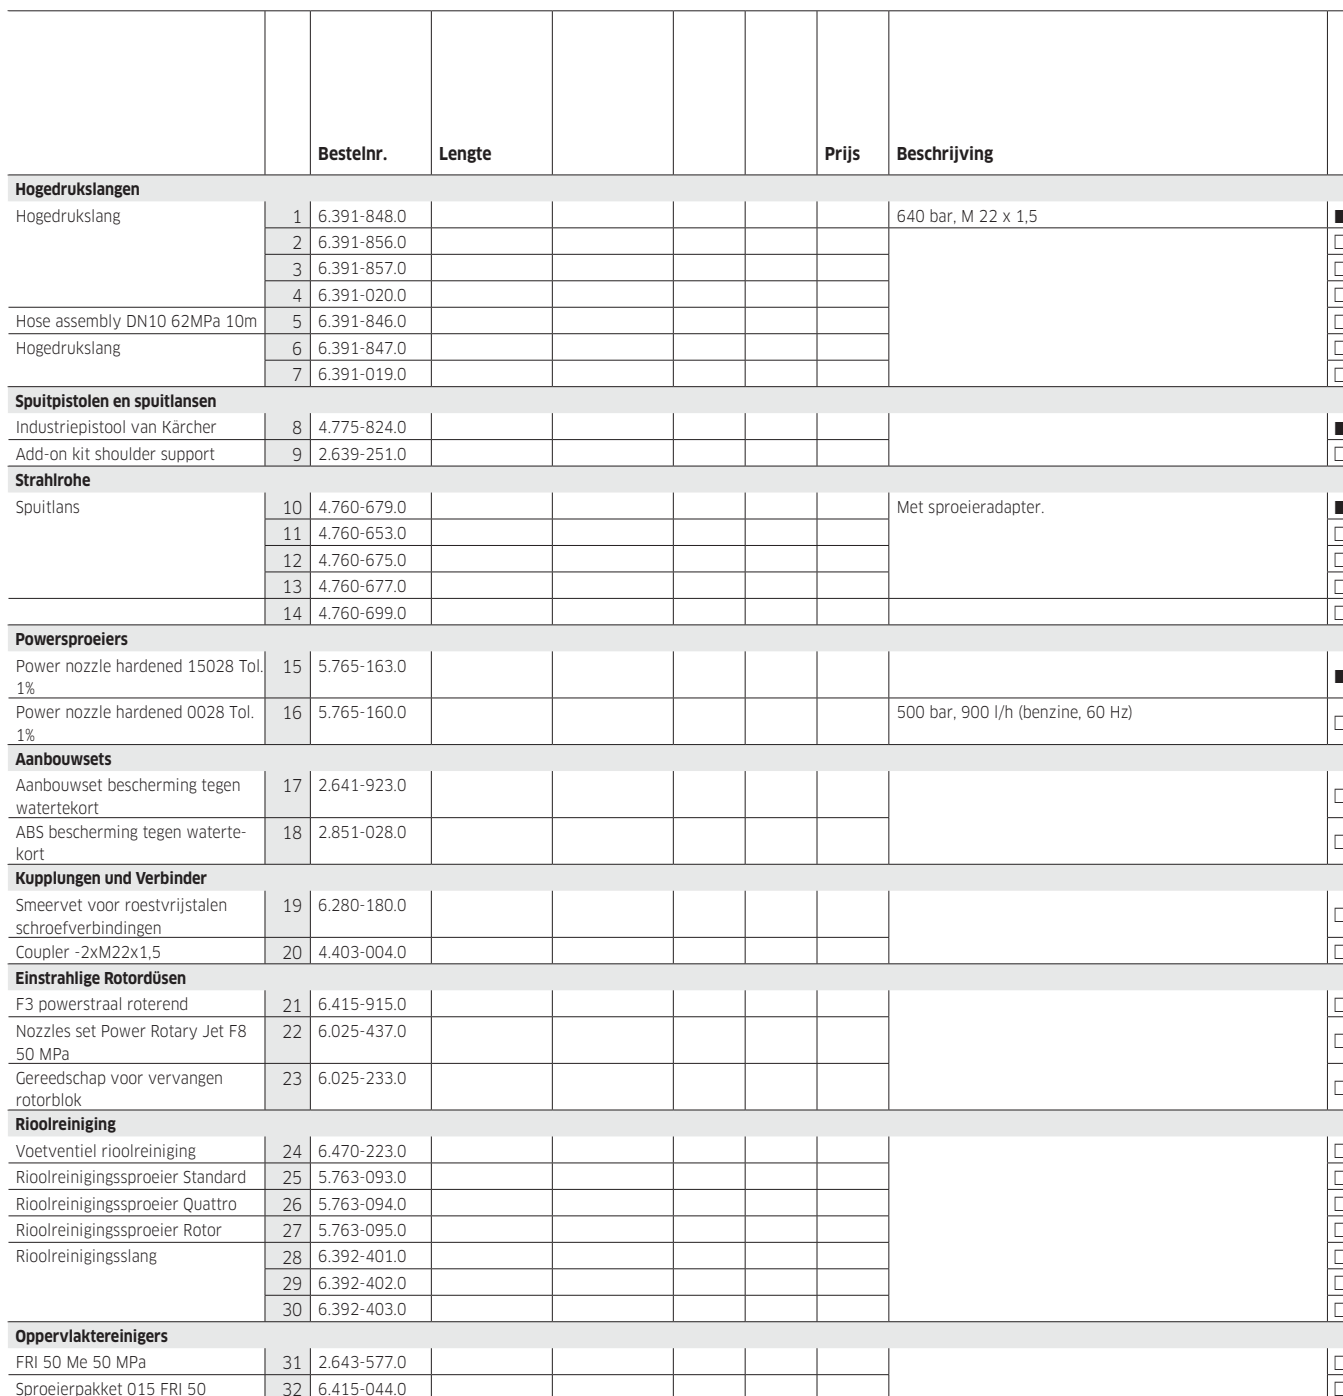 Bestelnr. Lengte Prijs Beschrijving
Hogedrukslangen
Hogedrukslang 1 6.391-848.0 640 bar, M 22 x 1,5
2 6.391-856.0
3 6.391-857.0
4 6.391-020.0
Hose assembly DN10 62MPa 10m 5 6.391-846.0
Hogedrukslang 6 6.391-847.0
7 6.391-019.0
Spuitpistolen en spuitlansen
Industriepistool van Kärcher 8 4.775-824.0
Add-on kit shoulder support 9 2.639-251.0
Strahlrohe
Spuitlans 10 4.760-679.0 Met sproeieradapter.
11 4.760-653.0
12 4.760-675.0
13 4.760-677.0
14 4.760-699.0
Powersproeiers
Power nozzle hardened 15028 Tol. 15 5.765-163.0
1%
Power nozzle hardened 0028 Tol. 16 5.765-160.0 500 bar, 900 l/h (benzine, 60 Hz)
1%
Aanbouwsets
Aanbouwset bescherming tegen 17 2.641-923.0
watertekort
ABS bescherming tegen waterte- 18 2.851-028.0
kort
Kupplungen und Verbinder
Smeervet voor roestvrijstalen 19 6.280-180.0
schroefverbindingen
Coupler -2xM22x1,5 20 4.403-004.0
Einstrahlige Rotordüsen
F3 powerstraal roterend 21 6.415-915.0
Nozzles set Power Rotary Jet F8 22 6.025-437.0
50 MPa
Gereedschap voor vervangen 23 6.025-233.0
rotorblok
Rioolreiniging
Voetventiel rioolreiniging 24 6.470-223.0
Rioolreinigingssproeier Standard 25 5.763-093.0
Rioolreinigingssproeier Quattro 26 5.763-094.0
Rioolreinigingssproeier Rotor 27 5.763-095.0
Rioolreinigingsslang 28 6.392-401.0
29 6.392-402.0
30 6.392-403.0
Oppervlaktereinigers
FRI 50 Me 50 MPa 31 2.643-577.0
Sproeierpakket 015 FRI 50 32 6.415-044.0